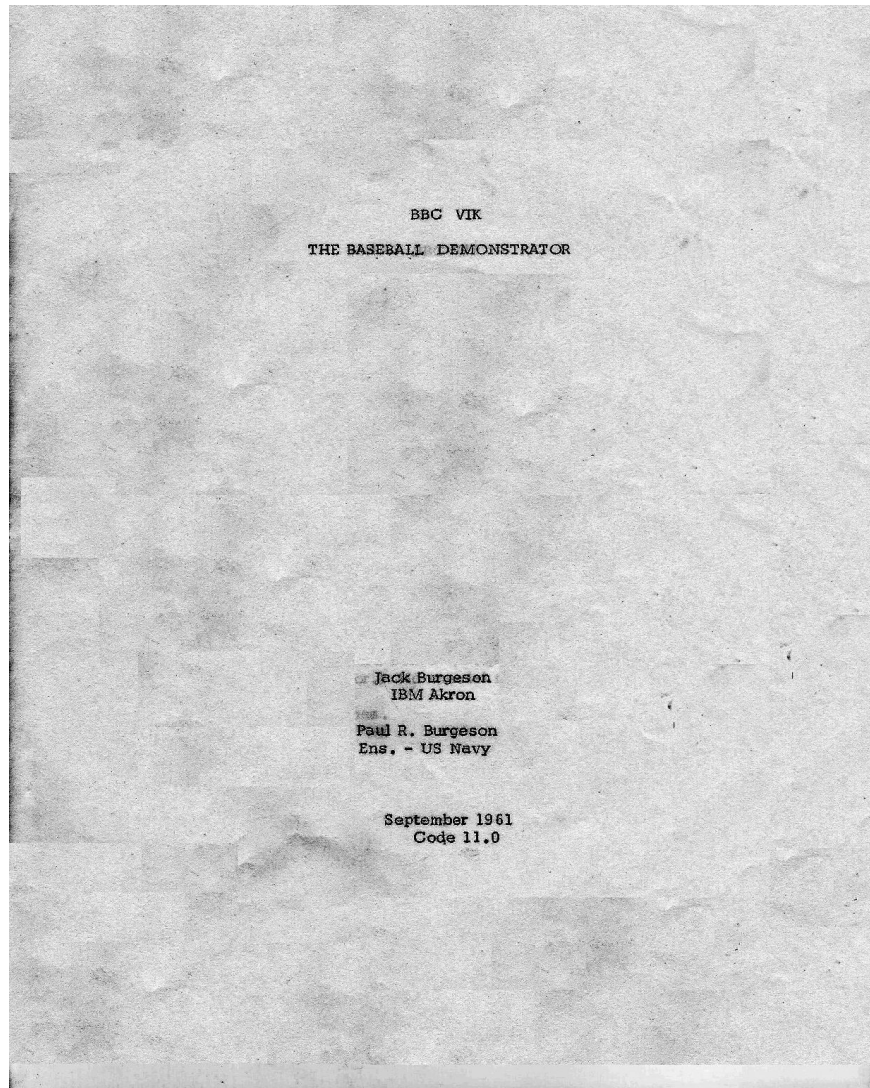 BBC VIK
THE BASEBALL DEMONSTRATOR
Jack Burgeson
IBM Akron
Paul R. Burgeson
Ens. - US Navy
September 1961
Code 11.0